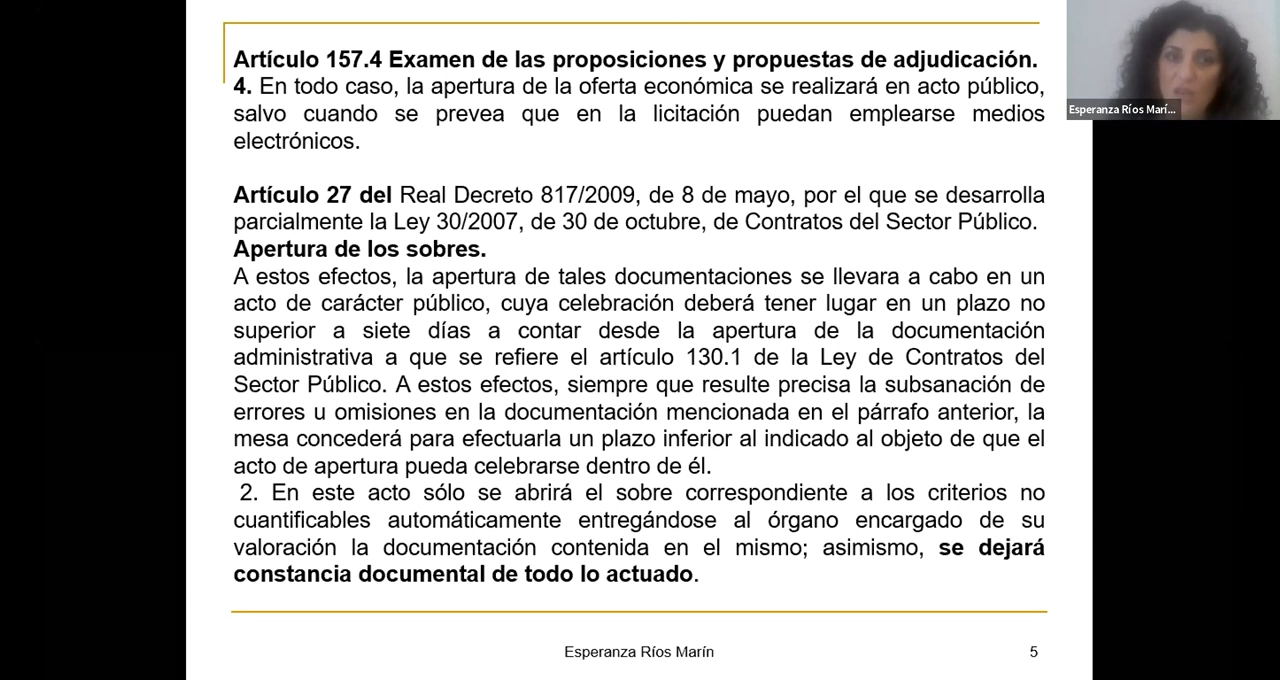 Artículo 157.4 Examen de las proposiciones y propuestas de adjudicación.
4. En todo caso, la apertura de la oferta económica se realizará en acto público,
salvo cuando se prevea que en la licitación puedan emplearse medios
electrónicos.
Artículo 27 del Real Decreto 817/2009, de 8 de mayo, por el que se desarrolla
parcialmente la Ley 30/2007, de 30 de octubre, de Contratos del Sector Público.
Apertura de los sobres.
A estos efectos, la apertura de tales documentaciones se llevara a cabo en un
acto de carácter público, cuya celebración deberá tener lugar en un plazo no
superior a siete días a contar desde la apertura de la documentación
administrativa a que se refiere el artículo 130.1 de la Ley de Contratos del
Sector Público. A estos efectos, siempre que resulte precisa la subsanación de
errores u omisiones en la documentación mencionada en el párrafo anterior, la
mesa concederá para efectuarla un plazo inferior al indicado al objeto de que el
acto de apertura pueda celebrarse dentro de él.
2. En este acto sólo se abrirá el sobre correspondiente a los criterios no
cuantificables automáticamente entregándose al órgano encargado de su
valoración la documentación contenida en el mismo; asimismo, se dejará
constancia documental de todo lo actuado.
Esperanza Ríos Marín
5
Esperanza Ríos Marí...